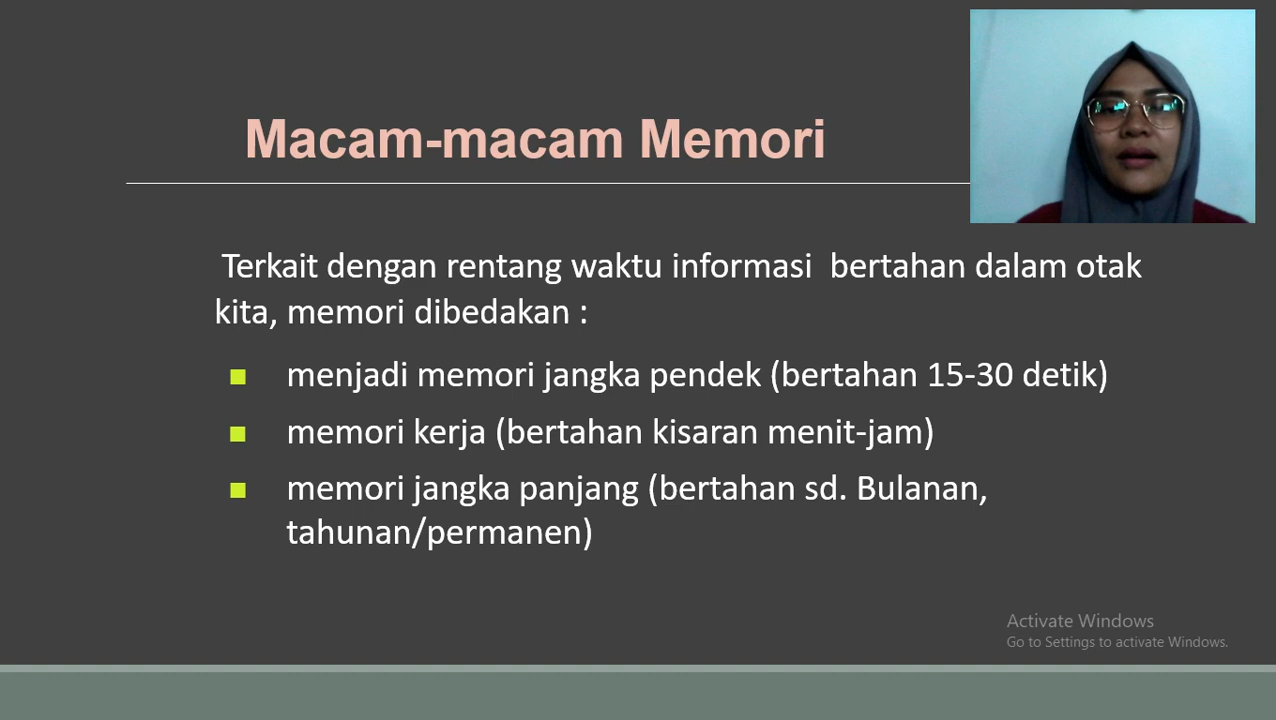 Macam-macam Memori
Terkait dengan rentang waktu informasi bertahan dalam otak
kita, memori dibedakan :
menjadi memori jangka pendek (bertahan 15-30 detik)
memori kerja (bertahan kisaran menit-jam)
memori jangka panjang (bertahan sd. Bulanan,
tahunan/permanen)
Activate Windows
Go to Settings to activate Windows.